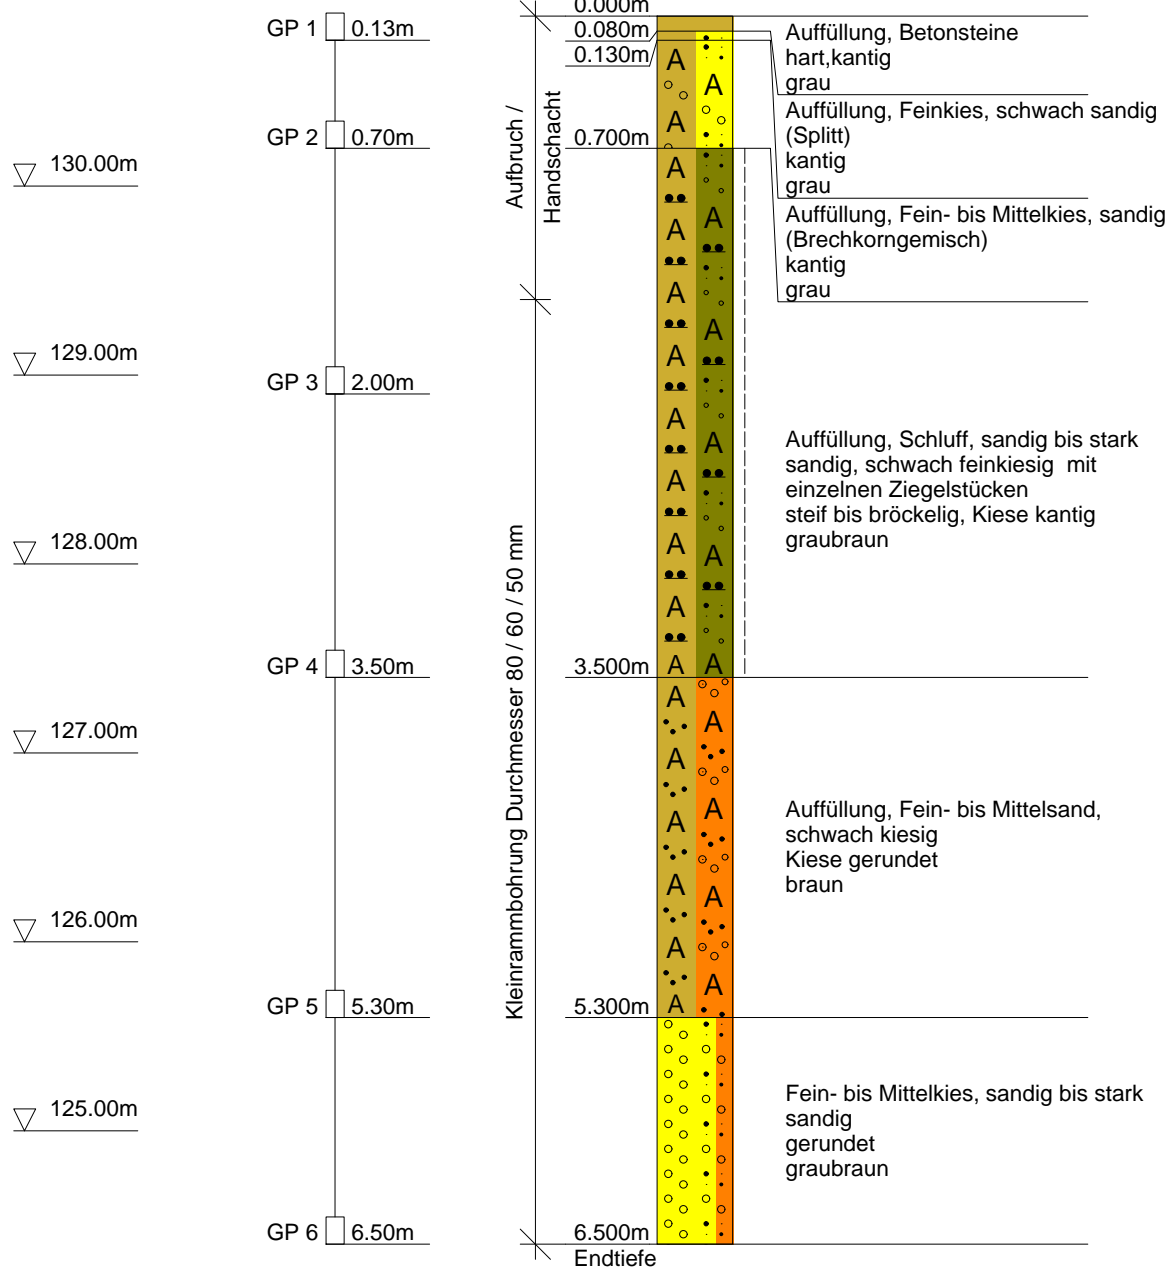 0.000m
GP 1 0.13m
0.080m
0.130m
A
A
A
Auffüllung, Betonsteine
hart,kantig
grau
Auffüllung, Feinkies, schwach sandig
(Splitt)
kantig
grau
GP 2 0.70m
0.700m
130.00m
Aufbruch /
Handschacht
Auffüllung, Fein- bis Mittelkies, sandig
(Brechkorngemisch)
kantig
grau
A
A
A
A
A
A
A
A
A
A
A
A
A
A
129.00m
GP 3 2.00m
Auffüllung, Schluff, sandig bis stark
sandig, schwach feinkiesig mit
einzelnen Ziegelstücken
steif bis bröckelig, Kiese kantig
graubraun
128.00m
Kleinrammbohrung Durchmesser 80 / 60 / 50 mm
GP 4 3.50m
3.500m
127.00m
A
A
A
A
A
A
A
A
A
A
Auffüllung, Fein- bis Mittelsand,
schwach kiesig
Kiese gerundet
braun
126.00m
GP 5 5.30m
5.300m
125.00m
Fein- bis Mittelkies, sandig bis stark
sandig
gerundet
graubraun
GP 6 6.50m
6.500m
Endtiefe